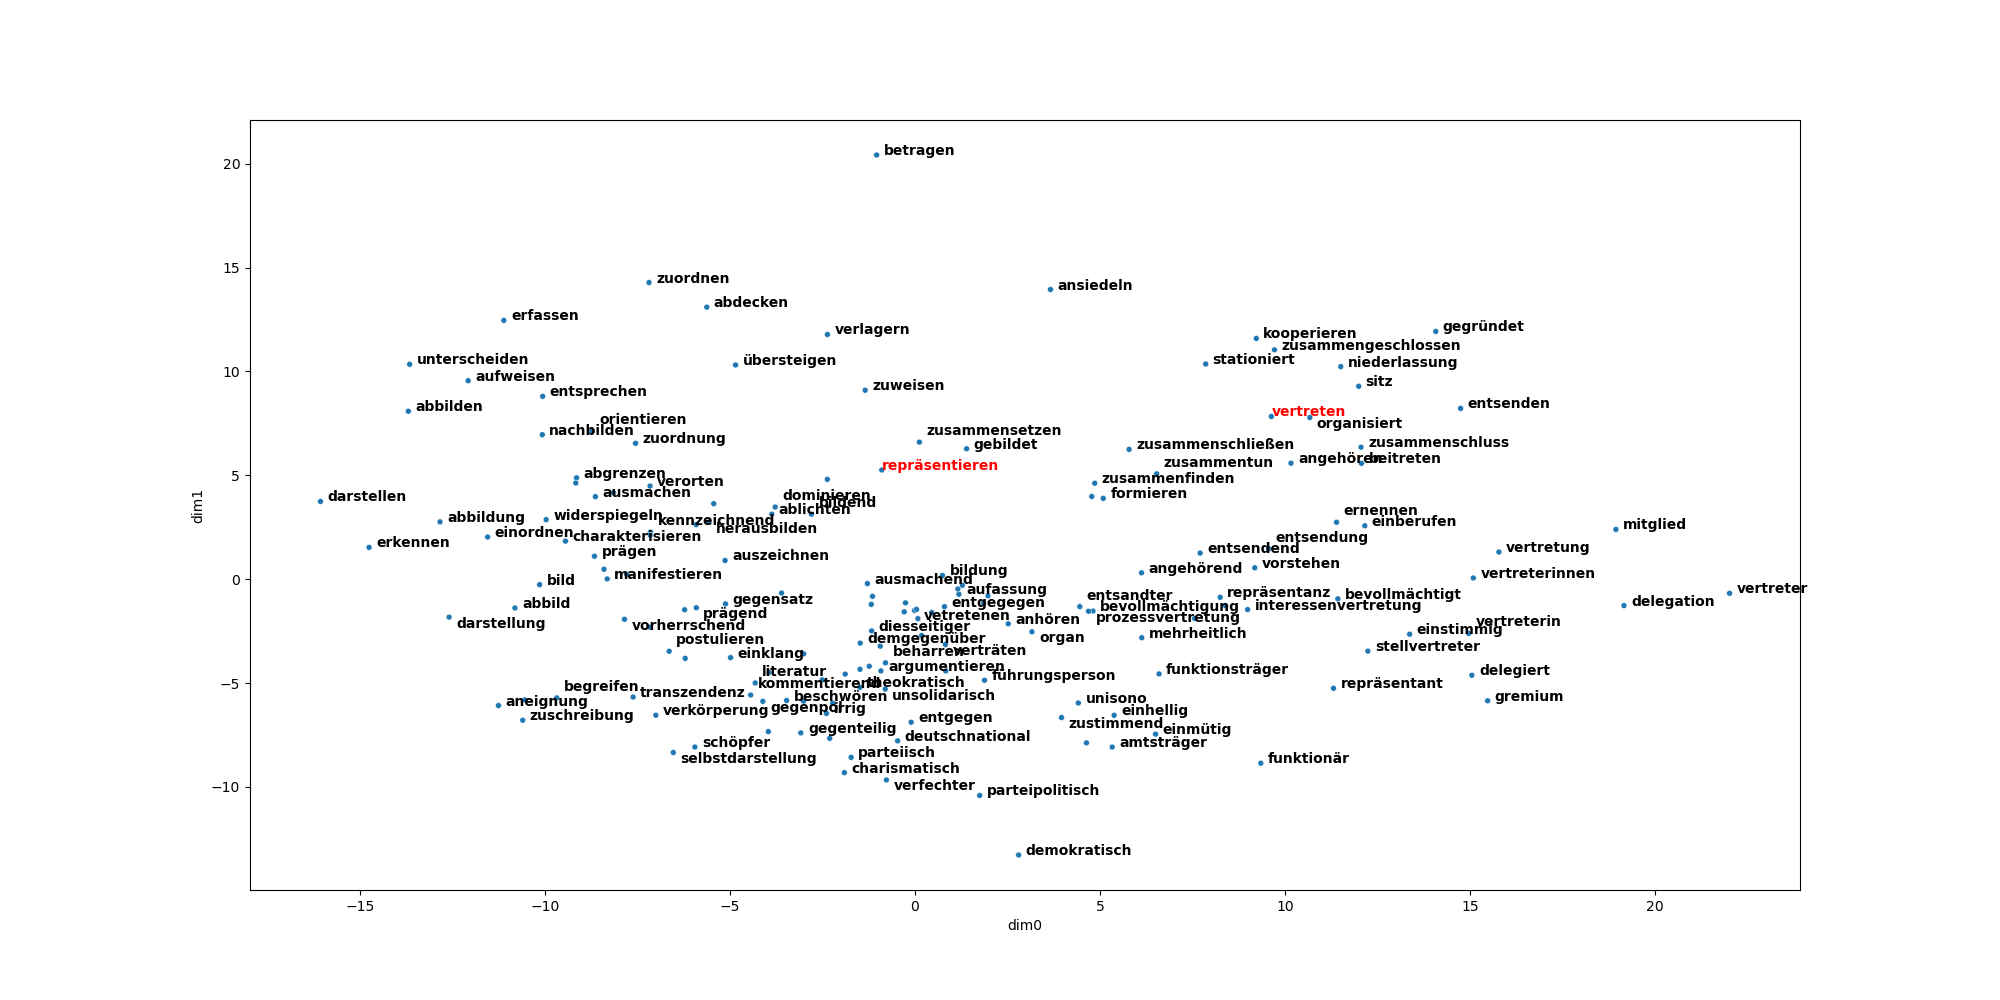 betragen
20
zuordnen
ansiedeln
15
abdecken
erfassen
gegründet
verlagern
kooperieren
zusammengeschlossen
unterscheiden
übersteigen
stationiert
niederlassung
10
aufweisen
sitz
zuweisen
entsprechen
entsenden
abbilden
vertreten
orientieren
organisiert
nachbilden
zusammensetzen
zuordnung
gebildet
zusammenschließen
zusammenschluss
repräsentieren
zusammentun
angehören
beitreten
5
abgrenzen
verorten
zusammenfinden
ausmachen
formieren
darstellen
dominieren
bildend
ablichten
ernennen
abbildung
widerspiegeln
kennzeichnend
einberufen
mitglied
dim1
herausbilden
einordnen
charakterisieren
entsendung
erkennen
entsendend
vertretung
prägen
auszeichnen
vorstehen
angehörend
bildung
manifestieren
vertreterinnen
0
bild
ausmachend
aufassung
vertreter
entsandter
repräsentanz
bevollmächtigt
abbild
gegensatz
entgegegen
bevollmächtigung
interessenvertretung
delegation
prägend
vetretenen
prozessvertretung
darstellung
vorherrschend
diesseitiger
anhören
vertreterin
einstimmig
postulieren
demgegenüber
organ
mehrheitlich
beharren
verträten
stellvertreter
einklang
literatur
argumentieren
führungsperson
funktionsträger
delegiert
−5
begreifen
kommentierend
theokratisch
repräsentant
transzendenz
beschwören
unsolidarisch
gremium
aneignung
unisono
zuschreibung
verkörperung
gegenpol
irrig
einhellig
entgegen
zustimmend
gegenteilig
einmütig
schöpfer
deutschnational
amtsträger
selbstdarstellung
parteiisch
funktionär
charismatisch
−10
verfechter
parteipolitisch
demokratisch
−15 −10 −5 0 5 10 15 20
dim0